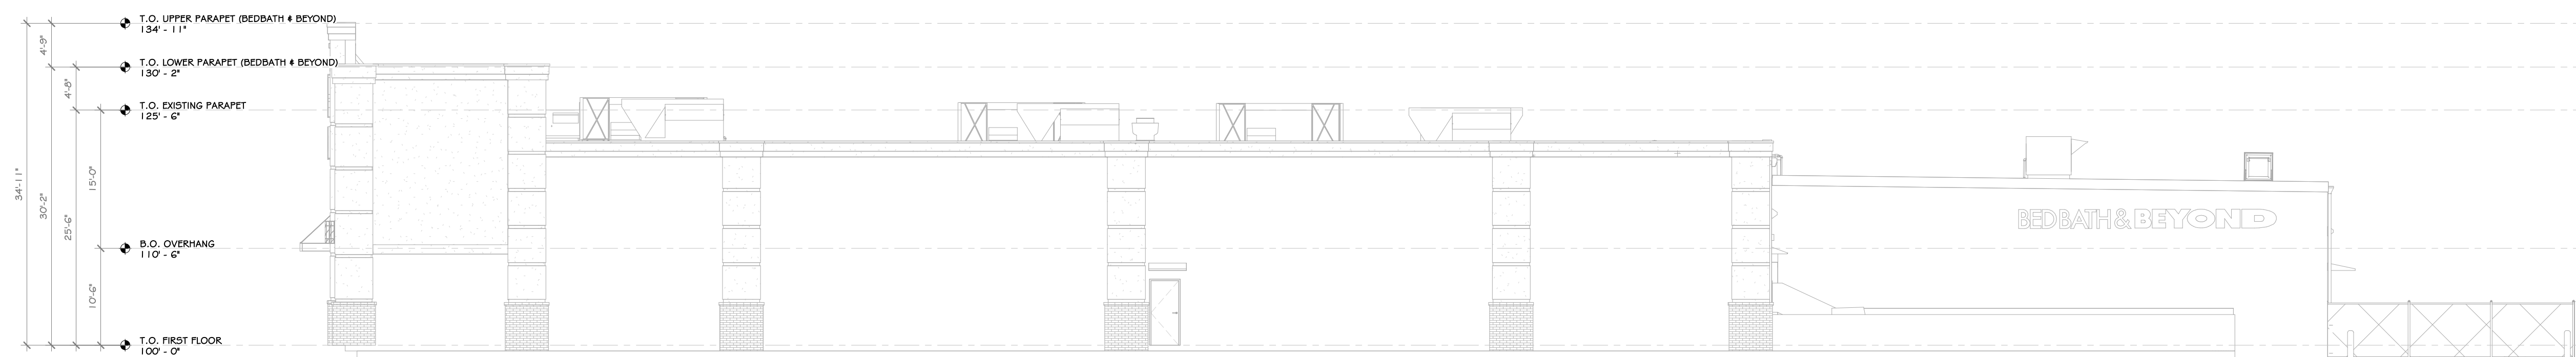 T.O. UPPER PARAPET (BEDBATH & BEYOND)
134' - 11"
4'-9"
T.O. LOWER PARAPET (BEDBATH & BEYOND)
130' - 2"
4'-8"
T.O. EXISTING PARAPET
125' - 6"
34'-11"
30'-2"
25'-6"
15'-0"
BED BATH & BEYOND
B.O. OVERHANG
110' - 6"
10'-6"
T.O. FIRST FLOOR
100' - 0"